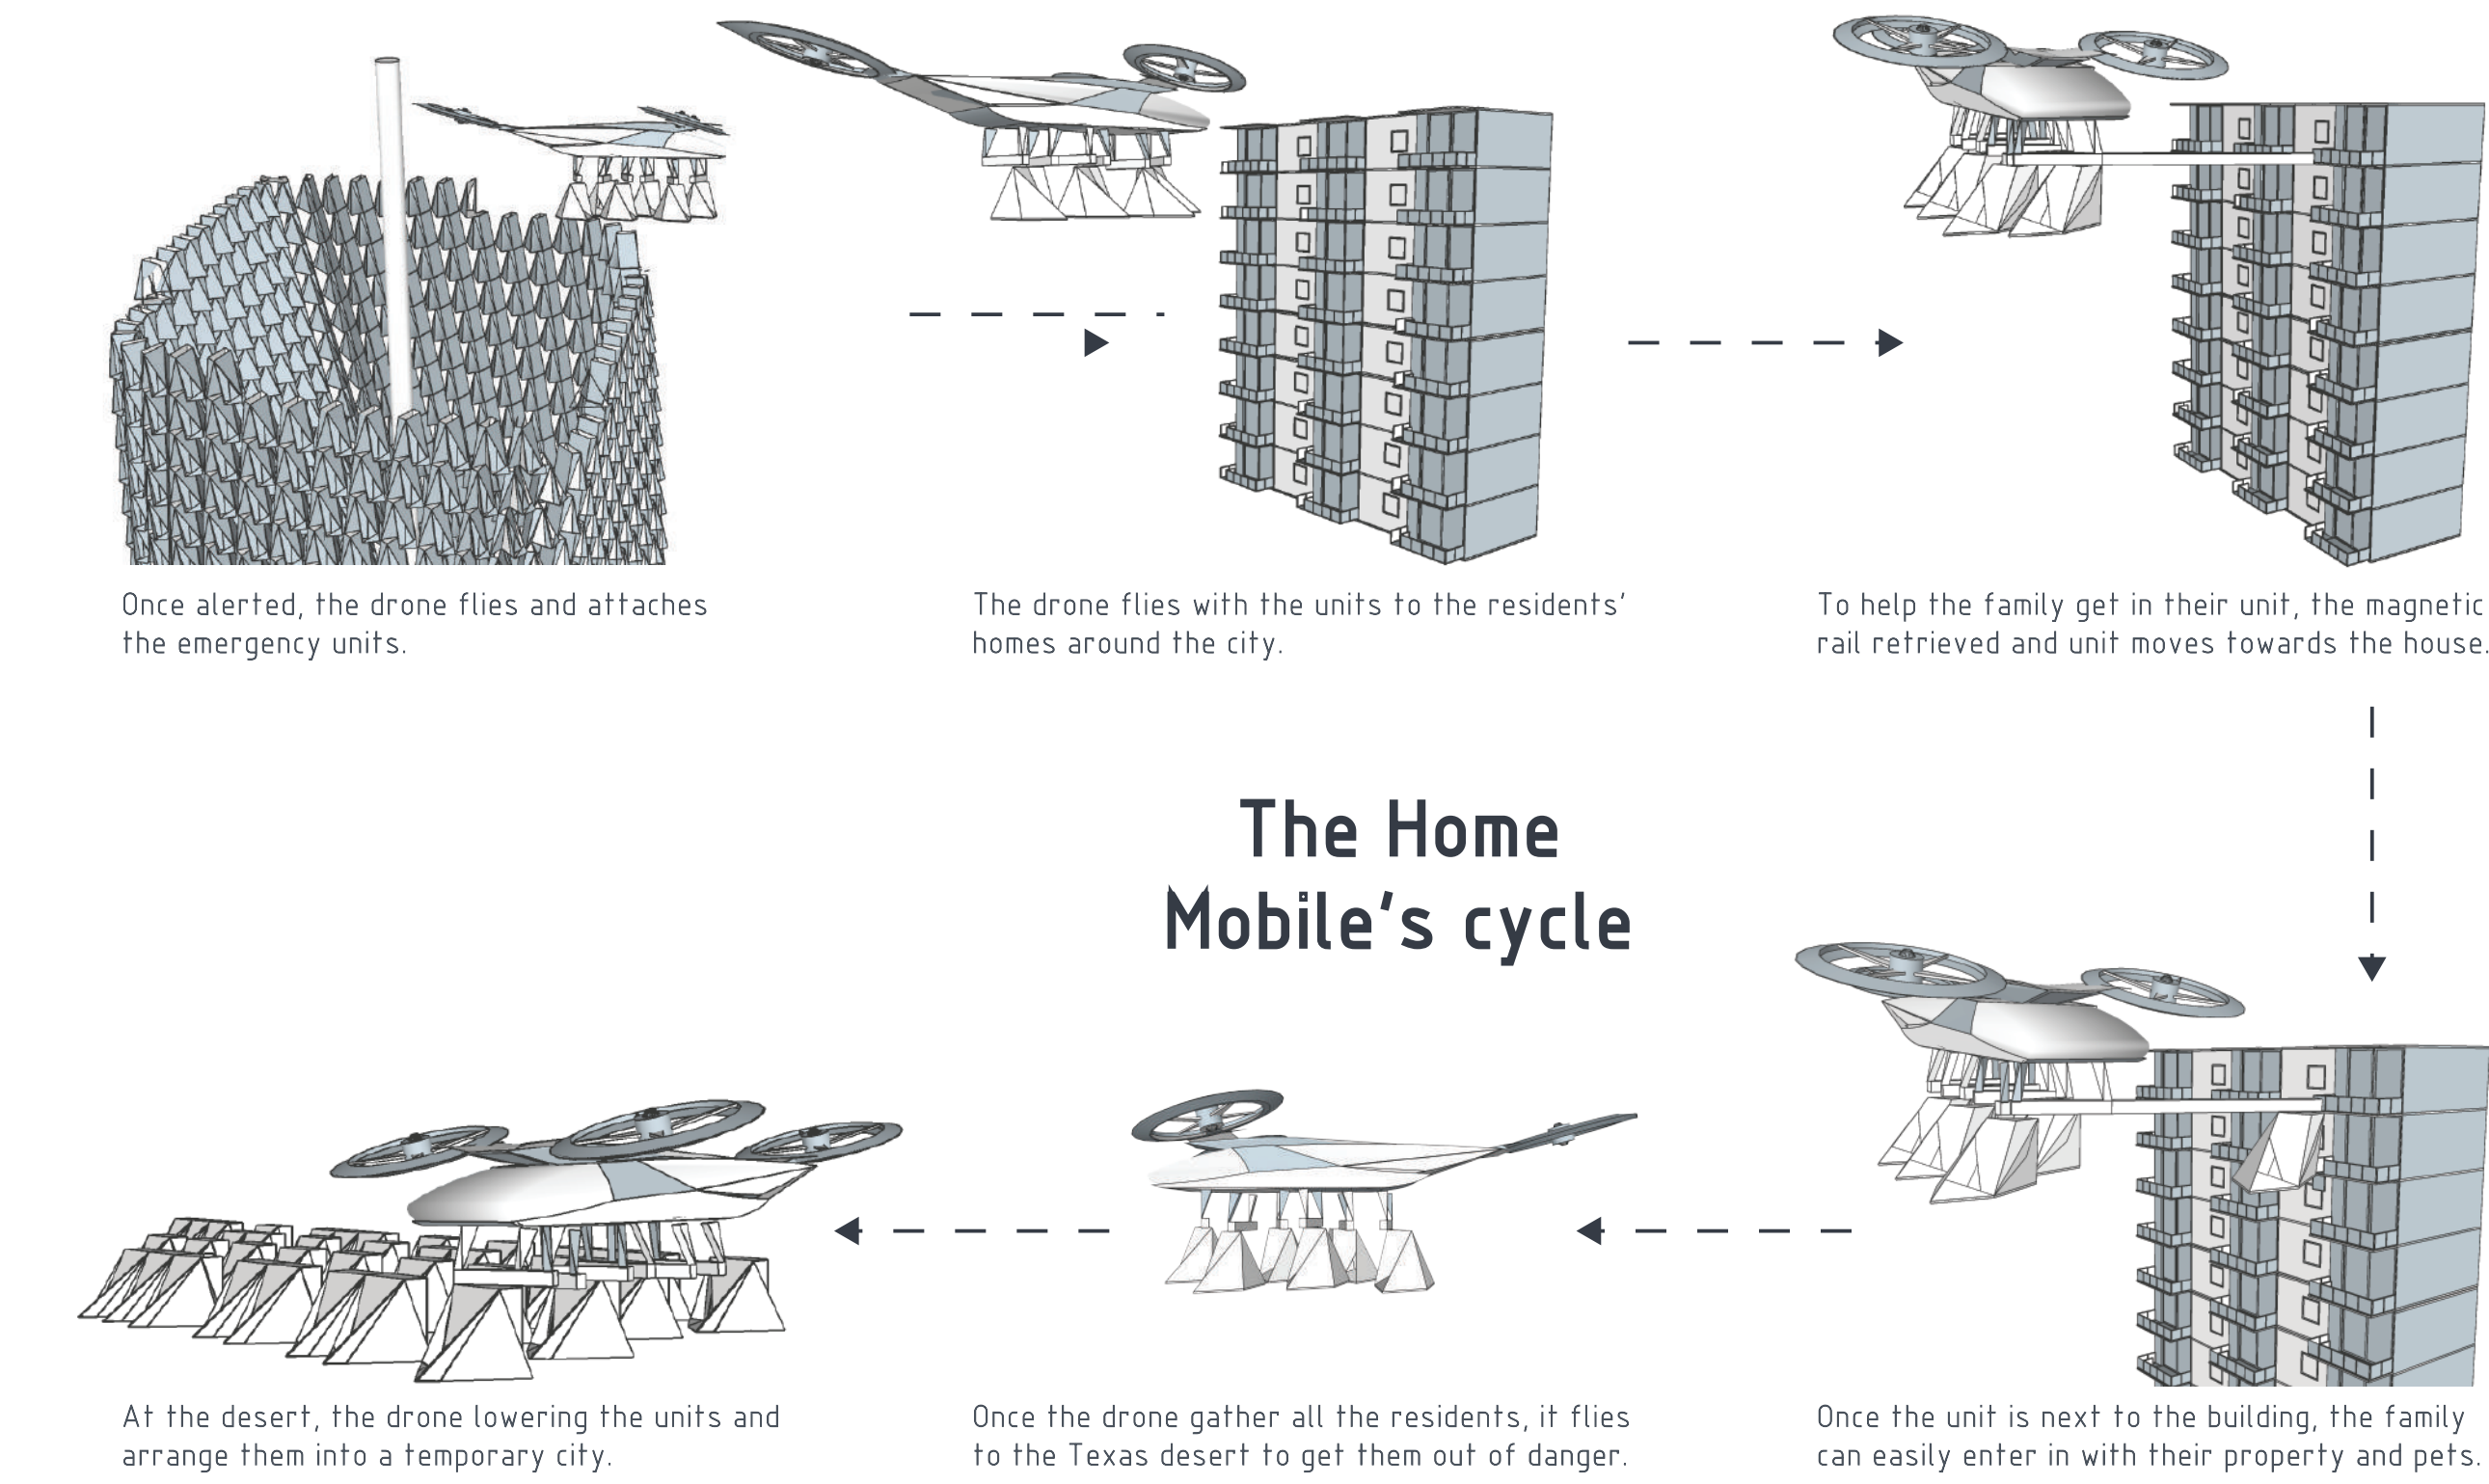 Once alerted, the drone flies and attaches
the emergency units.
The drone flies with the units to the residents'
homes around the city.
To help the family get in their unit, the magnetic
rail retrieved and unit moves towards the house.
The Home
Mobile's cycle
Once the unit is next to the building, the family
can easily enter in with their property and pets.
Once the drone gather all the residents, it flies
to the Texas desert to get them out of danger.
At the desert, the drone lowering the units and
arrange them into a temporary city.